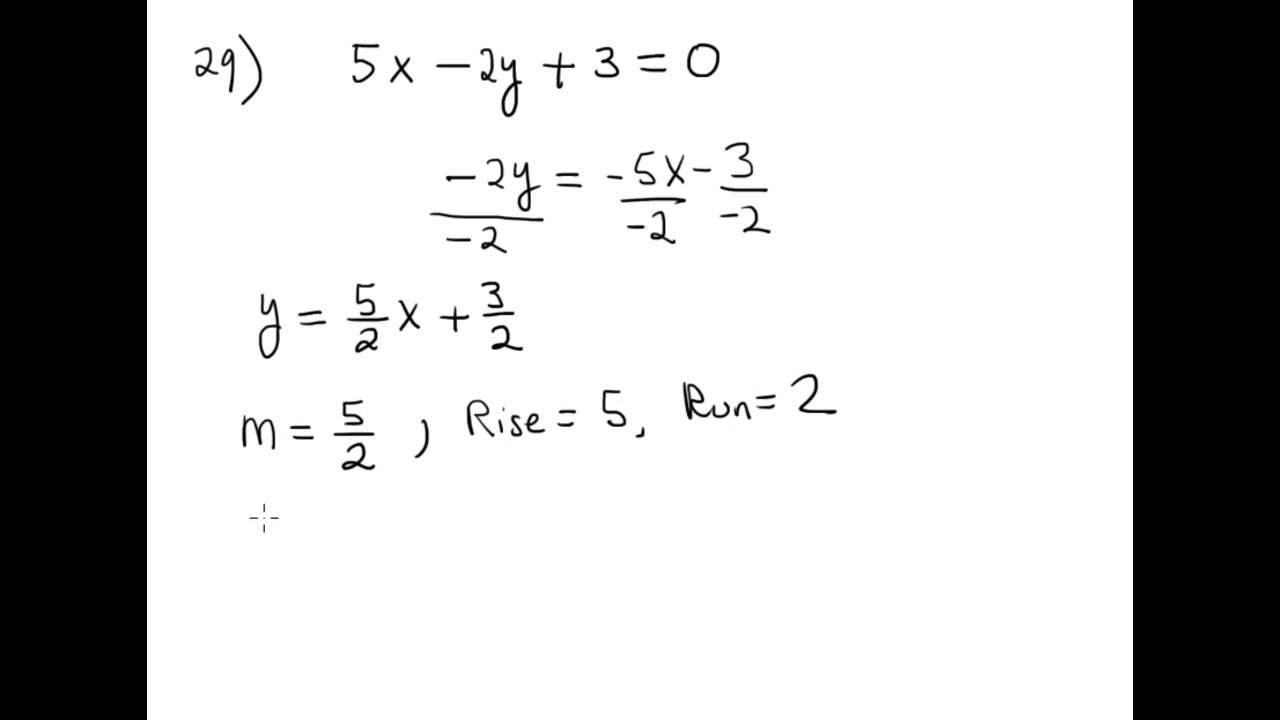 29) 5x - 2y + 3 = 0
-2y/-2 = -5x/-2 - 3/-2
y = 5/2 x + 3/2
m = 5/2 , Rise = 5, Run = 2